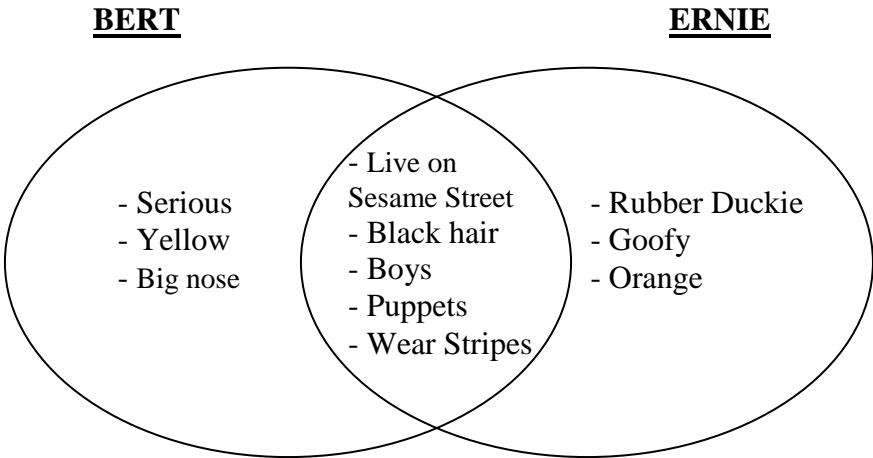 BERT
ERNIE
- Serious
- Yellow
- Big nose
- Live on
Sesame Street
- Black hair
- Boys
- Puppets
- Wear Stripes
- Rubber Duckie
- Goofy
- Orange